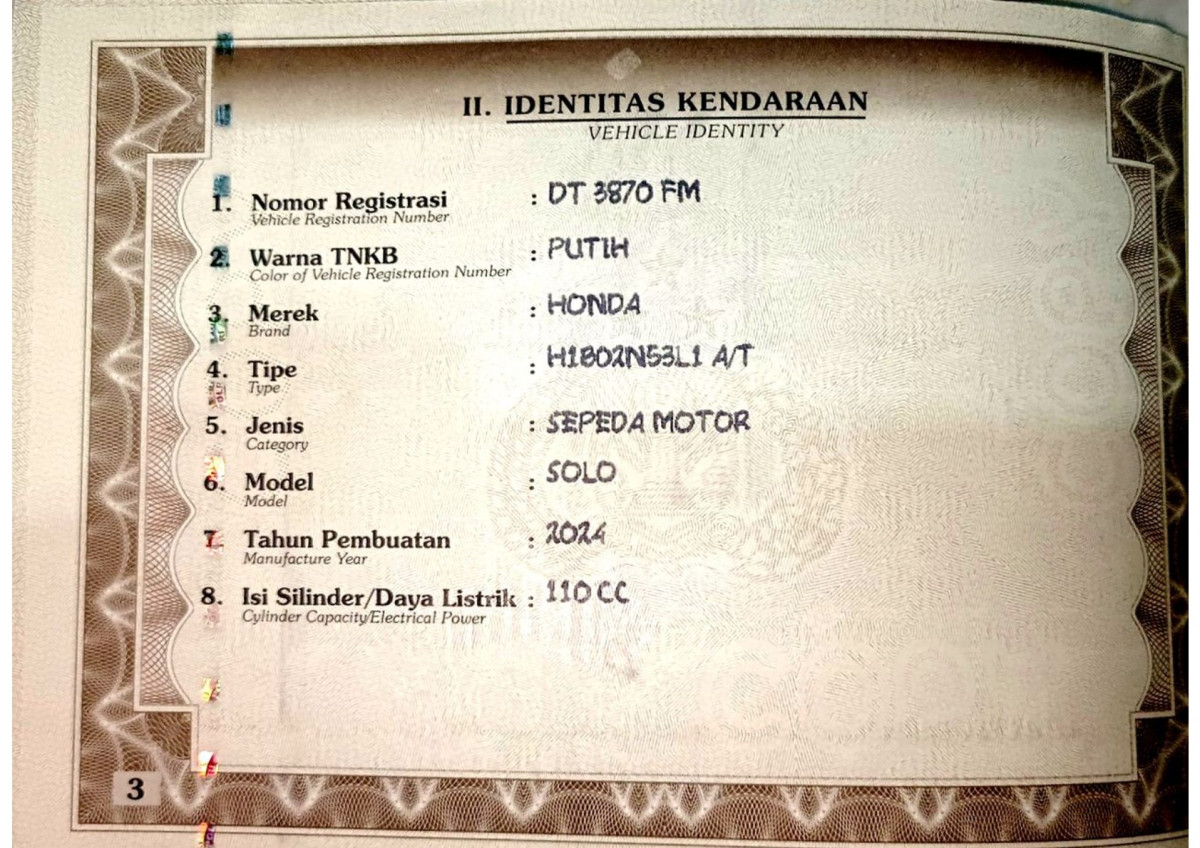 II. IDENTITAS KENDARAAN
VEHICLE IDENTITY
1. Nomor Registrasi : DT 3870 FM
Vehicle Registration Number
2. Warna TNKB : PUTIH
Color of Vehicle Registration Number
3. Merek : HONDA
Brand
4. Tipe : H1B02N53L1 A/T
Type
5. Jenis : SEPEDA MOTOR
Category
6. Model : SOLO
Model
7. Tahun Pembuatan : 2024
Manufacture Year
8. Isi Silinder/Daya Listrik : 110 CC
Cylinder Capacity/Electrical Power
3